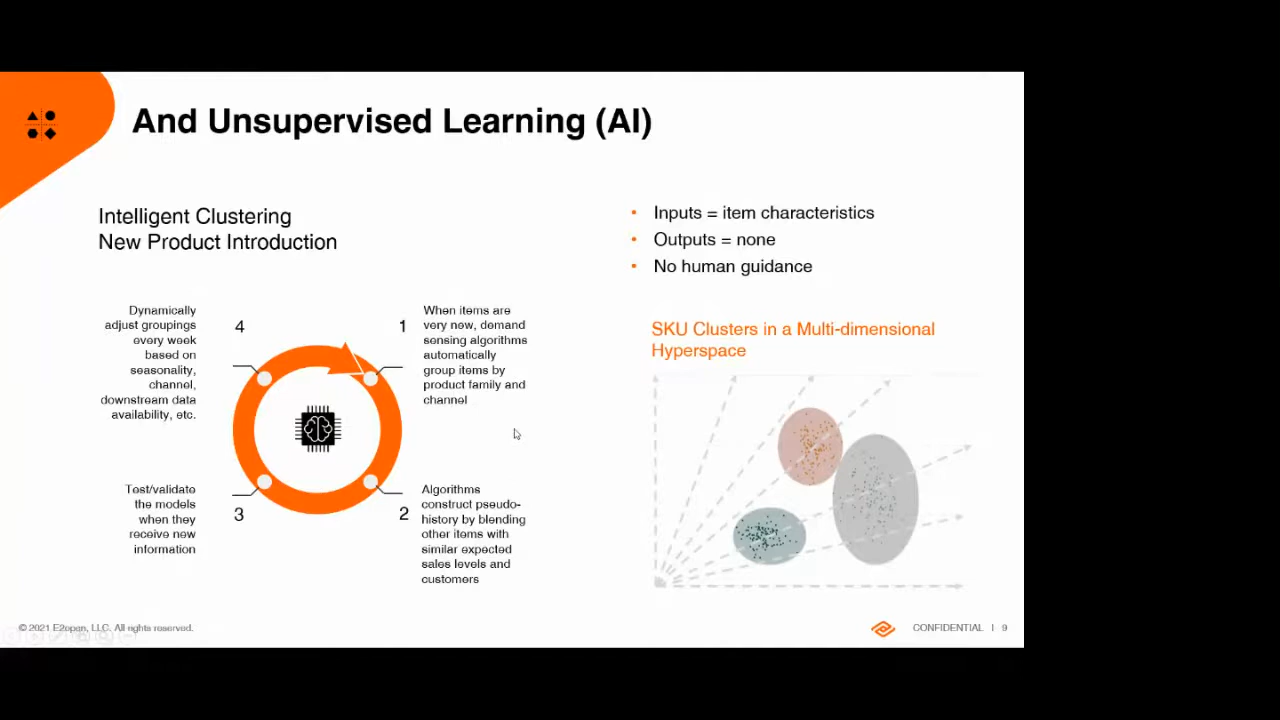 And Unsupervised Learning (AI)
Intelligent Clustering
New Product Introduction
Inputs = item characteristics
Outputs = none
No human guidance
1
When items are
very new, demand
sensing algorithms
automatically
group items by
product family and
channel
2
Algorithms
construct pseudo-
history by blending
other items with
similar expected
sales levels and
customers
3
Test/validate
the models
when they
receive new
information
4
Dynamically
adjust groupings
every week
based on
seasonality,
channel,
downstream data
availability, etc.
SKU Clusters in a Multi-dimensional
Hyperspace
© 2021 E2open, LLC. All rights reserved.
CONFIDENTIAL | 9